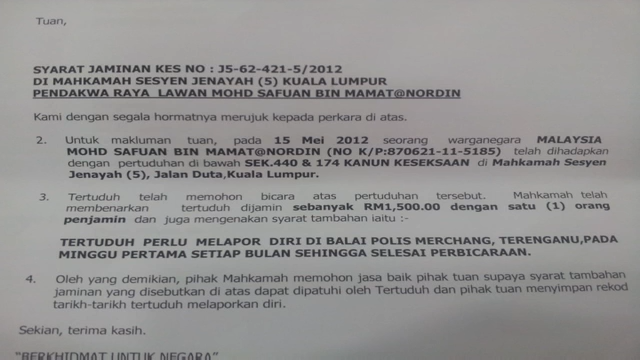 Tuan,
SYARAT JAMINAN KES NO : J5-62-421-5/2012
DI MAHKAMAH SESYEN JENAYAH (5) KUALA LUMPUR
PENDAKWA RAYA LAWAN MOHD SAFUAN BIN MAMAT@NORDIN
Kami dengan segala hormatnya merujuk kepada perkara di atas.
2. Untuk makluman tuan, pada 15 Mei 2012 seorang warganegara MALAYSIA
MOHD SAFUAN BIN MAMAT@NORDIN (NO K/P:870621-11-5185) telah dihadapkan
dengan pertuduhan di bawah SEK.440 & 174 KANUN KESEKSAAN di Mahkamah Sesyen
Jenayah (5), Jalan Duta,Kuala Lumpur.
3. Tertuduh telah memohon bicara atas pertuduhan tersebut. Mahkamah telah
membenarkan tertuduh dijamin sebanyak RM1,500.00 dengan satu (1) orang
penjamin dan juga mengenakan syarat tambahan iaitu :-
TERTUDUH PERLU MELAPOR DIRI DI BALAI POLIS MERCHANG, TERENGANU,PADA
MINGGU PERTAMA SETIAP BULAN SEHINGGA SELESAI PERBICARAAN.
4. Oleh yang demikian, pihak Mahkamah memohon jasa baik pihak tuan supaya syarat tambahan
jaminan yang disebutkan di atas dapat dipatuhi oleh Tertuduh dan pihak tuan menyimpan rekod
tarikh-tarikh tertuduh melaporkan diri.
Sekian, terima kasih.
"BERKHIDMAT UNTUK NEGARA"